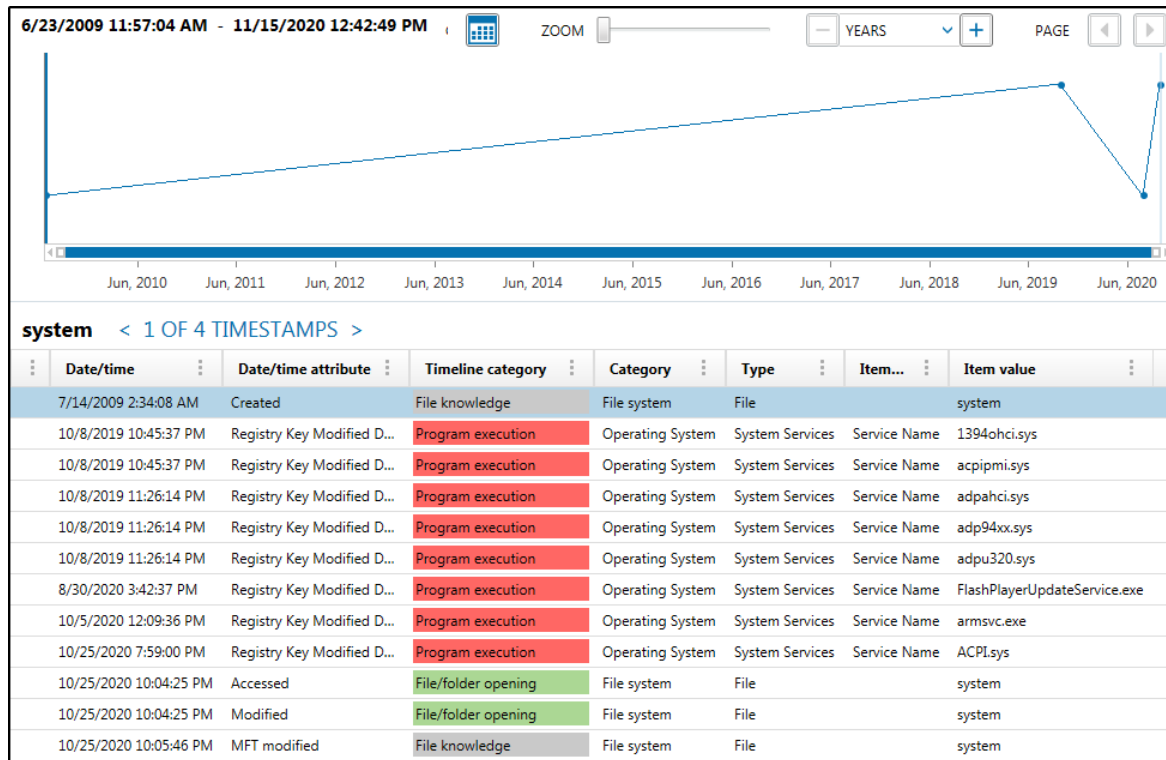 6/23/2009 11:57:04 AM - 11/15/2020 12:42:49 PM ZOOM YEARS PAGE
Jun, 2010 Jun, 2011 Jun, 2012 Jun, 2013 Jun, 2014 Jun, 2015 Jun, 2016 Jun, 2017 Jun, 2018 Jun, 2019 Jun, 2020
system < 1 OF 4 TIMESTAMPS >
Date/time Date/time attribute Timeline category Category Type Item... Item value
7/14/2009 2:34:08 AM Created File knowledge File system File system
10/8/2019 10:45:37 PM Registry Key Modified D... Program execution Operating System System Services Service Name 1394ohci.sys
10/8/2019 10:45:37 PM Registry Key Modified D... Program execution Operating System System Services Service Name acpipmi.sys
10/8/2019 11:26:14 PM Registry Key Modified D... Program execution Operating System System Services Service Name adpahci.sys
10/8/2019 11:26:14 PM Registry Key Modified D... Program execution Operating System System Services Service Name adp94xx.sys
10/8/2019 11:26:14 PM Registry Key Modified D... Program execution Operating System System Services Service Name adpu320.sys
8/30/2020 3:42:37 PM Registry Key Modified D... Program execution Operating System System Services Service Name FlashPlayerUpdateService.exe
10/5/2020 12:09:36 PM Registry Key Modified D... Program execution Operating System System Services Service Name armsvc.exe
10/25/2020 7:59:00 PM Registry Key Modified D... Program execution Operating System System Services Service Name ACPI.sys
10/25/2020 10:04:25 PM Accessed File/folder opening File system File system
10/25/2020 10:04:25 PM Modified File/folder opening File system File system
10/25/2020 10:05:46 PM MFT modified File knowledge File system File system